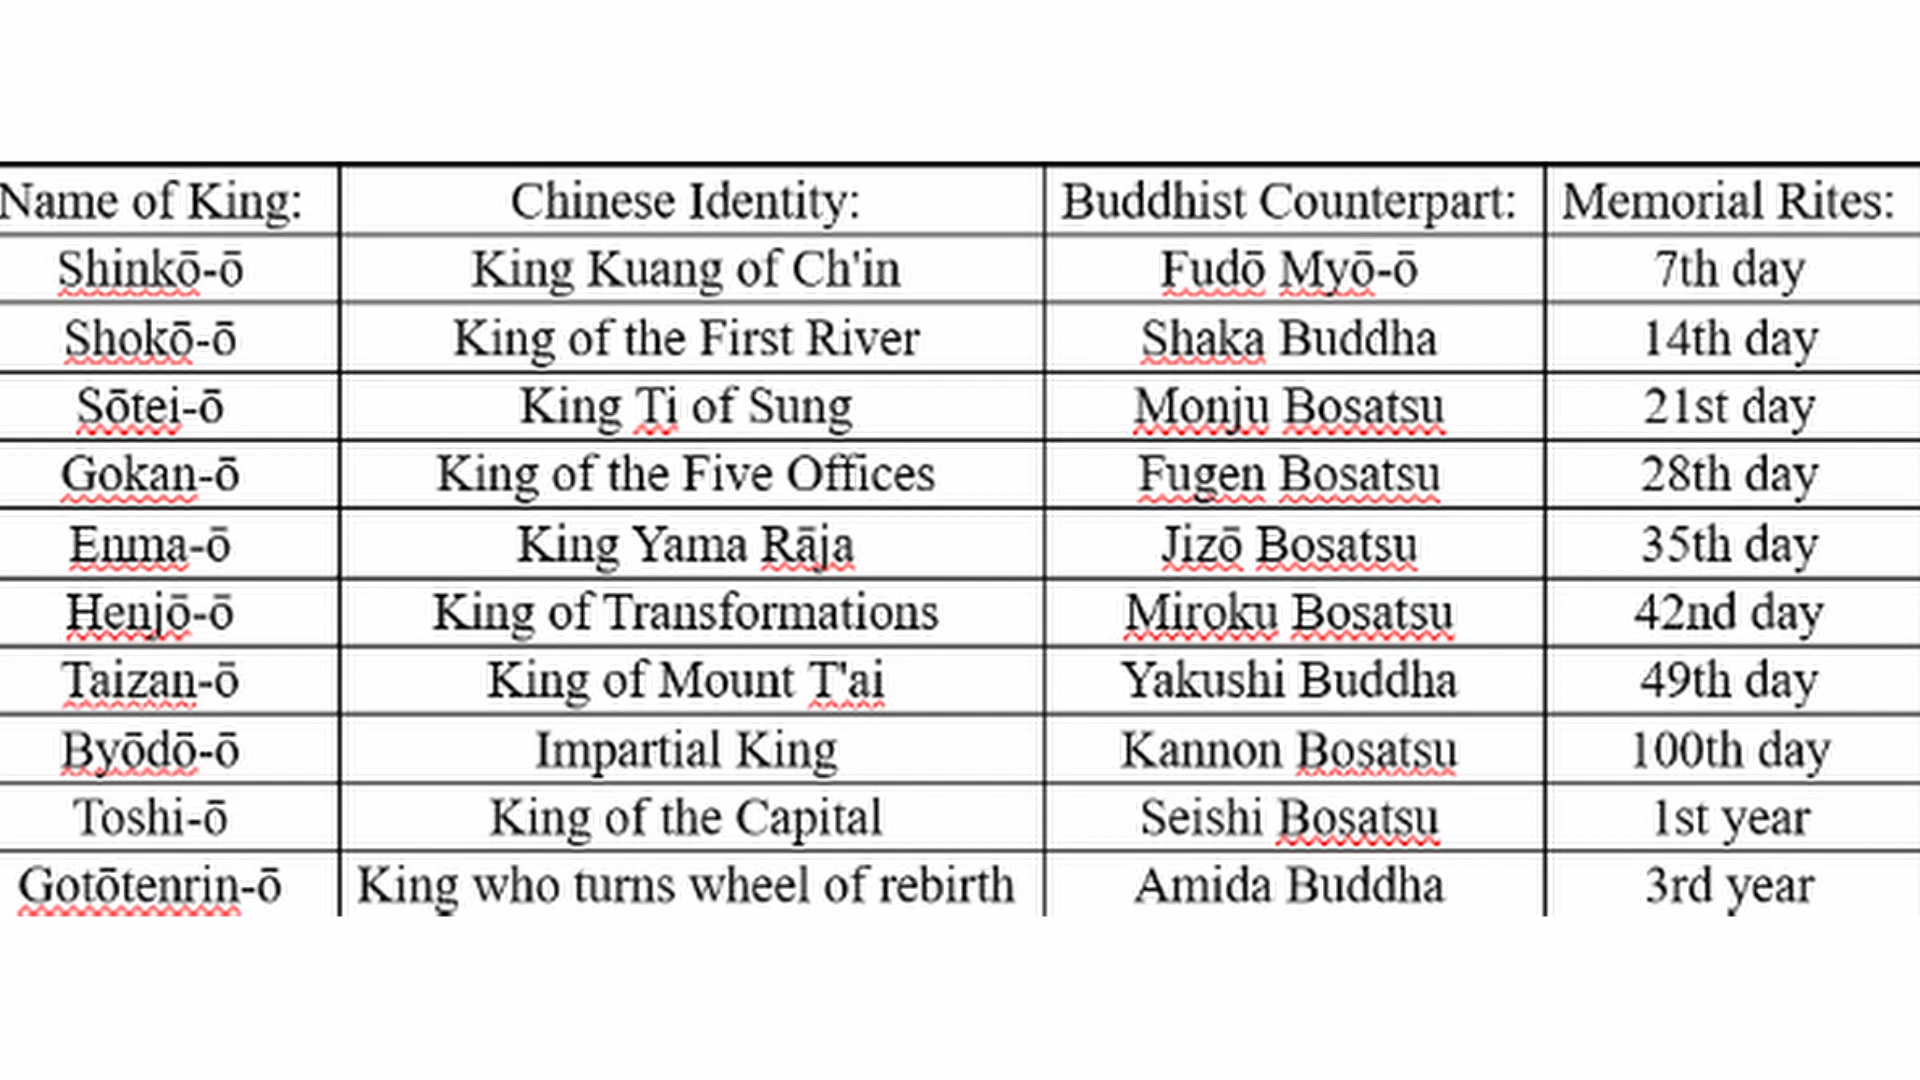 Name of King: Chinese Identity: Buddhist Counterpart: Memorial Rites:
Shinkō-ō King Kuang of Ch'in Fudō Myō-ō 7th day
Shokō-ō King of the First River Shaka Buddha 14th day
Sōtei-ō King Ti of Sung Monju Bosatsu 21st day
Gokan-ō King of the Five Offices Fugen Bosatsu 28th day
Enma-ō King Yama Rāja Jizō Bosatsu 35th day
Henjō-ō King of Transformations Miroku Bosatsu 42nd day
Taizan-ō King of Mount T'ai Yakushi Buddha 49th day
Byōdō-ō Impartial King Kannon Bosatsu 100th day
Toshi-ō King of the Capital Seishi Bosatsu 1st year
Gotōtenrin-ō King who turns wheel of rebirth Amida Buddha 3rd year